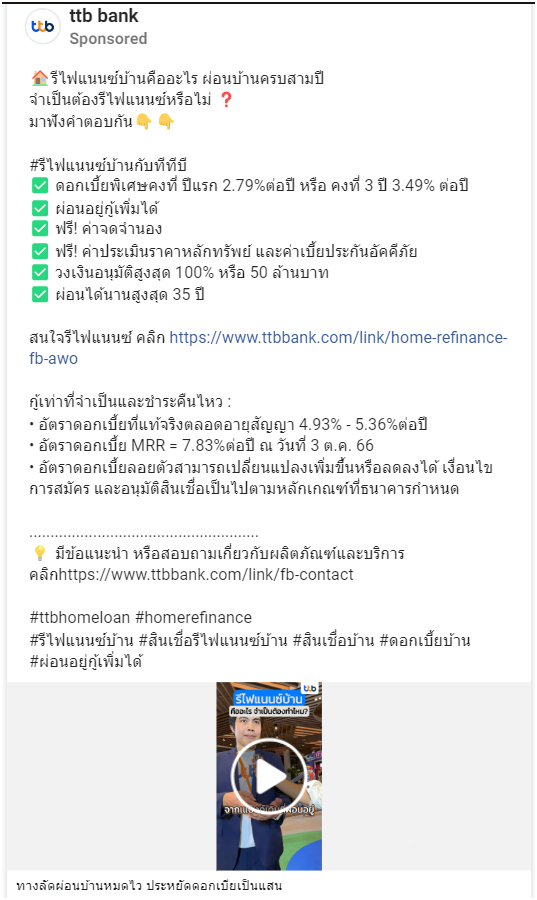 ttb
ttb bank
Sponsored
🏠รีไฟแนนซ์บ้านคืออะไร ผ่อนบ้านครบสามปี
จำเป็นต้องรีไฟแนนซ์หรือไม่ ❓
มาฟังคำตอบกัน👇👇
#รีไฟแนนซ์บ้านกับทีทีบี
✅ ดอกเบี้ยพิเศษคงที่ ปีแรก 2.79%ต่อปี หรือ คงที่ 3 ปี 3.49% ต่อปี
✅ ผ่อนอยู่กู้เพิ่มได้
✅ ฟรี! ค่าจดจำนอง
✅ ฟรี! ค่าประเมินราคาหลักทรัพย์ และค่าเบี้ยประกันอัคคีภัย
✅ วงเงินอนุมัติสูงสุด 100% หรือ 50 ล้านบาท
✅ ผ่อนได้นานสูงสุด 35 ปี
สนใจรีไฟแนนซ์ คลิก https://www.ttbbank.com/link/home-refinance-
fb-awo
กู้เท่าที่จำเป็นและชำระคืนไหว :
• อัตราดอกเบี้ยที่แท้จริงตลอดอายุสัญญา 4.93% - 5.36%ต่อปี
• อัตราดอกเบี้ย MRR = 7.83%ต่อปี ณ วันที่ 3 ต.ค. 66
• อัตราดอกเบี้ยลอยตัวสามารถเปลี่ยนแปลงเพิ่มขึ้นหรือลดลงได้ เงื่อนไข
การสมัคร และอนุมัติสินเชื่อเป็นไปตามหลักเกณฑ์ที่ธนาคารกำหนด
.....................................................
💡 มีข้อแนะนำ หรือสอบถามเกี่ยวกับผลิตภัณฑ์และบริการ
คลิกhttps://www.ttbbank.com/link/fb-contact
#ttbhomeloan #homerefinance
#รีไฟแนนซ์บ้าน #สินเชื่อรีไฟแนนซ์บ้าน #สินเชื่อบ้าน #ดอกเบี้ยบ้าน
#ผ่อนอยู่กู้เพิ่มได้
ttb
รีไฟแนนซ์บ้าน
คืออะไร จำเป็นต้องทำไหม?
ทางลัดผ่อนบ้านหมดไว ประหยัดดอกเบี้ยเป็นแสน